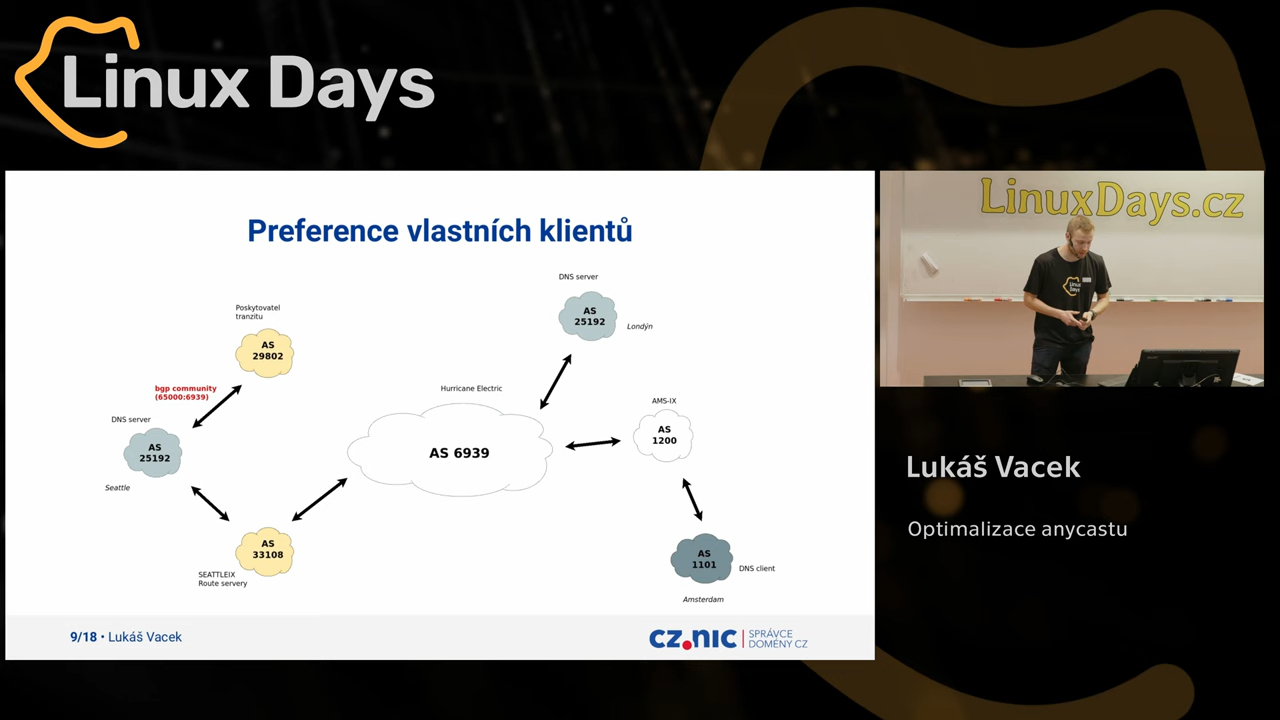 Linux Days
Preference vlastních klientů
DNS server
AS
25192
Londýn
Poskytovatel
tranzitu
AS
29802
bgp community
(65000:6939)
DNS server
AS
25192
Seattle
Hurricane Electric
AS 6939
AMS-IX
AS
1200
AS
33108
SEATTLEIX
Route servery
AS
1101
DNS client
Amsterdam
9/18 • Lukáš Vacek
cz.nic
SPRÁVCE
DOMÉNY CZ
LinuxDays.cz
Linux
Days
Lukáš Vacek
Optimalizace anycastu